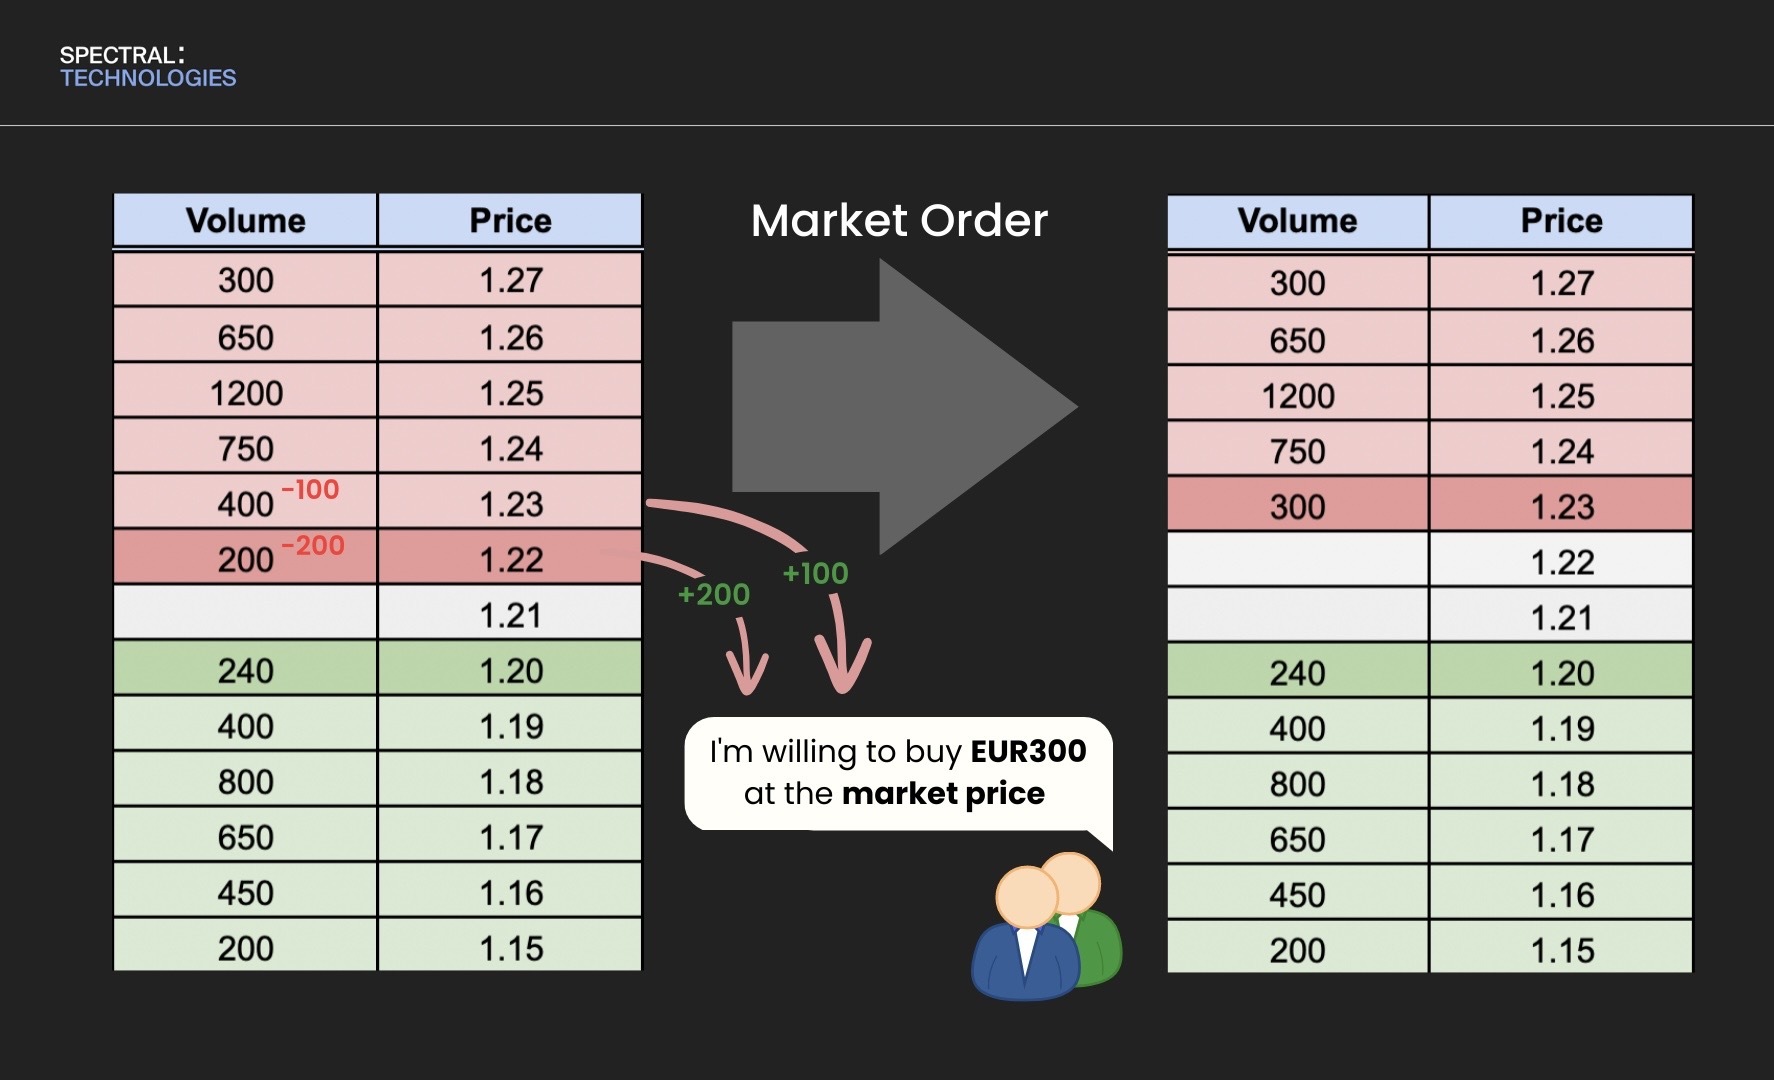 SPECTRAL:
TECHNOLOGIES
Volume Price
300 1.27
650 1.26
1200 1.25
750 1.24
400 -100 1.23
200 -200 1.22
1.21
240 1.20
400 1.19
800 1.18
650 1.17
450 1.16
200 1.15
Market Order
+100
+200
I'm willing to buy EUR300
at the market price
Volume Price
300 1.27
650 1.26
1200 1.25
750 1.24
300 1.23
1.22
1.21
240 1.20
400 1.19
800 1.18
650 1.17
450 1.16
200 1.15